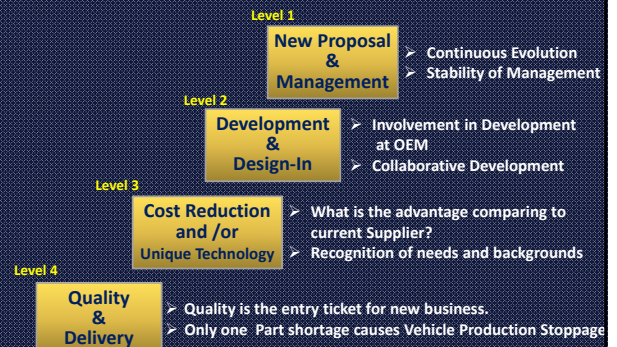 Level 1
New Proposal
&
Management
➢ Continuous Evolution
➢ Stability of Management
Level 2
Development
&
Design-In
➢ Involvement in Development
at OEM
➢ Collaborative Development
Level 3
Cost Reduction
and /or
Unique Technology
➢ What is the advantage comparing to
current Supplier?
➢ Recognition of needs and backgrounds
Level 4
Quality
&
Delivery
➢ Quality is the entry ticket for new business.
➢ Only one Part shortage causes Vehicle Production Stoppage